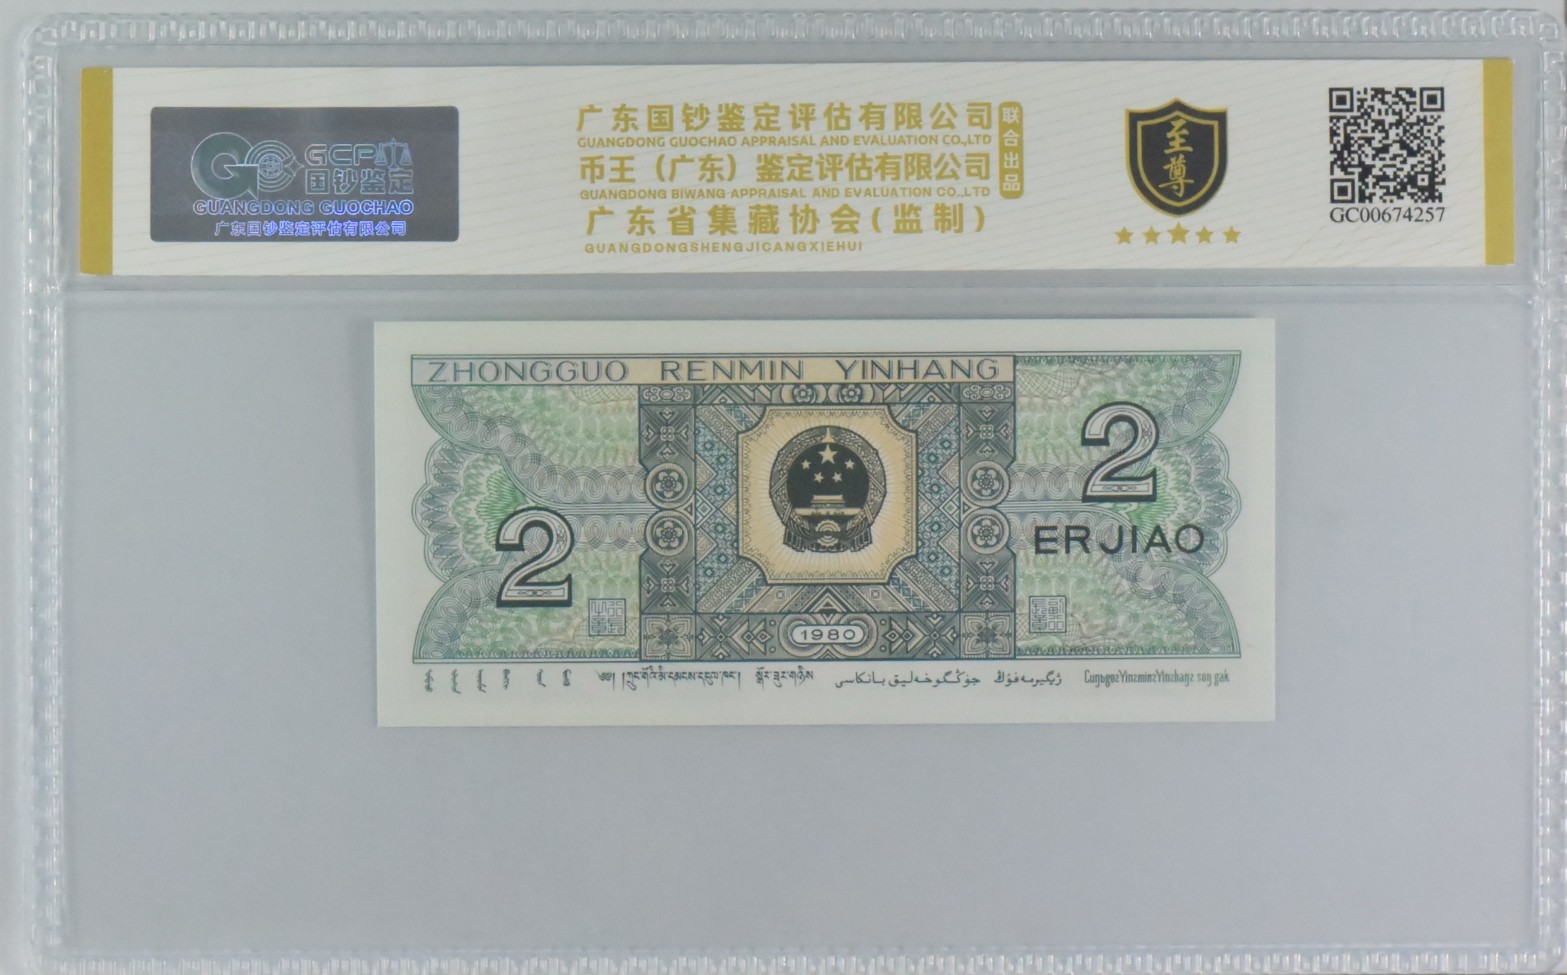 GCP
国钞鉴定
GUANGDONG GUOCHAO
广东国钞鉴定评估有限公司
广东国钞鉴定评估有限公司
GUANGDONG GUOCHAO APPRAISAL AND EVALUATION CO.,LTD
币王（广东）鉴定评估有限公司
GUANGDONG BIWANG APPRAISAL AND EVALUATION CO.,LTD
广东省集藏协会(监制)
GUANGDONGSHENGJICANGXIEHUI
联合出品
至尊
GC00674257
ZHONGGUO RENMIN YINHANG
2
2
ER JIAO
1980